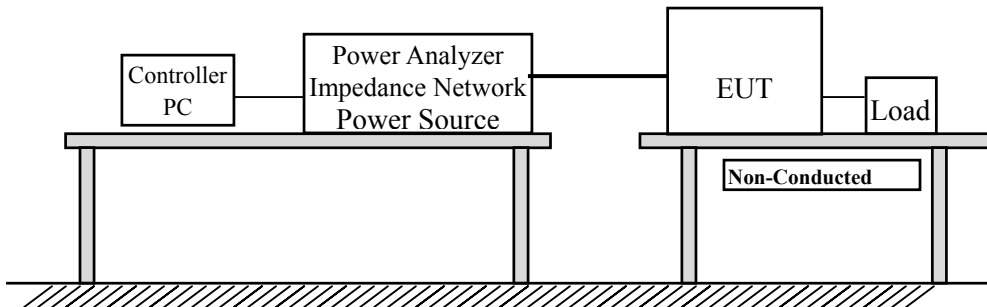 Controller
PC
Power Analyzer
Impedance Network
Power Source
EUT
Load
Non-Conducted